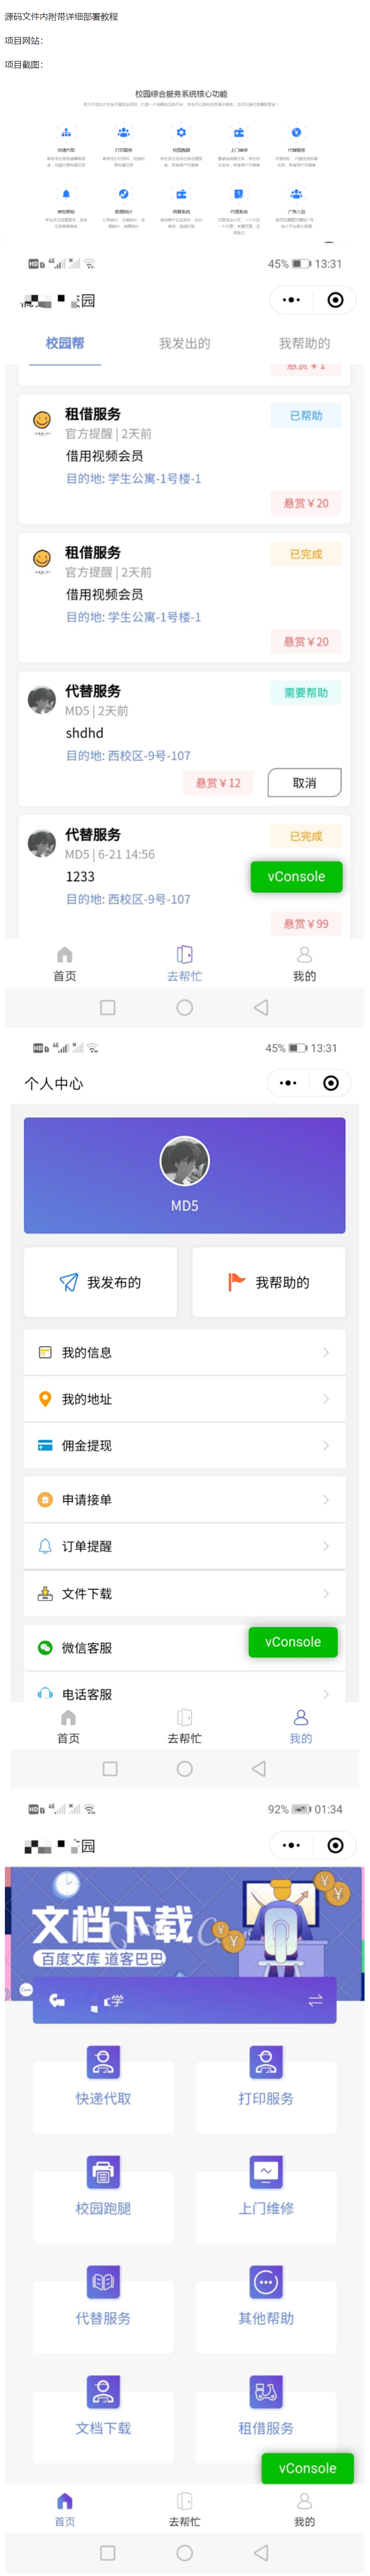 源码文件内附带详细部署教程
项目网站：
项目截图：
校园综合服务系统核心功能
快递代取
打印服务
校园跑腿
上门维修
代替服务
其他帮助
数据统计
结算系统
代理系统
广告入驻
45% 13:31
园
校园帮 我发出的 我帮助的
悬赏￥1
租借服务 已帮助
官方提醒 | 2天前
借用视频会员
目的地: 学生公寓-1号楼-1
悬赏￥20
租借服务 已完成
官方提醒 | 2天前
借用视频会员
目的地: 学生公寓-1号楼-1
悬赏￥20
代替服务 需要帮助
MD5 | 2天前
shdhd
目的地: 西校区-9号-107
悬赏￥12 取消
代替服务 已完成
MD5 | 6-21 14:56
1233
vConsole
目的地: 西校区-9号-107
悬赏￥99
首页 去帮忙 我的
45% 13:31
个人中心
MD5
我发布的 我帮助的
我的信息
我的地址
佣金提现
申请接单
订单提醒
文件下载
微信客服
vConsole
电话客服
首页 去帮忙 我的
92% 01:34
园
文档下载
百度文库 道客巴巴
学
快递代取 打印服务
校园跑腿 上门维修
代替服务 其他帮助
文档下载 租借服务
vConsole
首页 去帮忙 我的